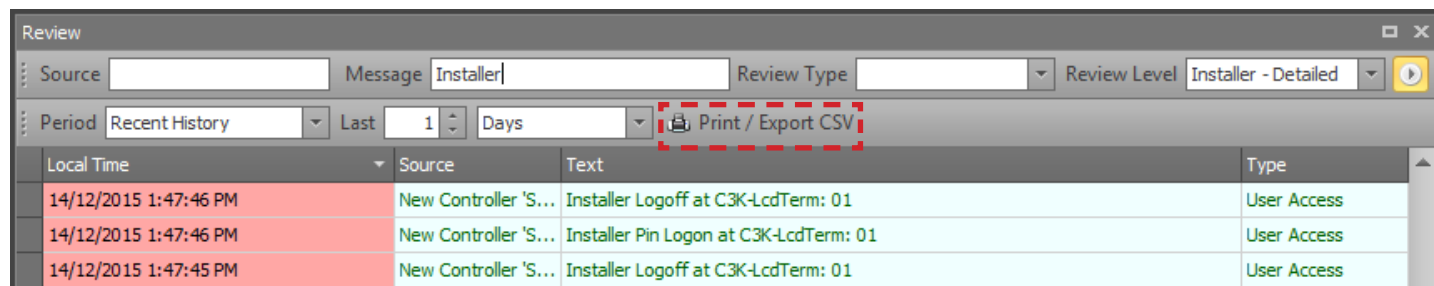 Review
Source Message Installer Review Type Review Level Installer - Detailed
Period Recent History Last 1 Days Print / Export CSV
Local Time Source Text Type
14/12/2015 1:47:46 PM New Controller 'S... Installer Logoff at C3K-LcdTerm: 01 User Access
14/12/2015 1:47:46 PM New Controller 'S... Installer Pin Logon at C3K-LcdTerm: 01 User Access
14/12/2015 1:47:45 PM New Controller 'S... Installer Logoff at C3K-LcdTerm: 01 User Access